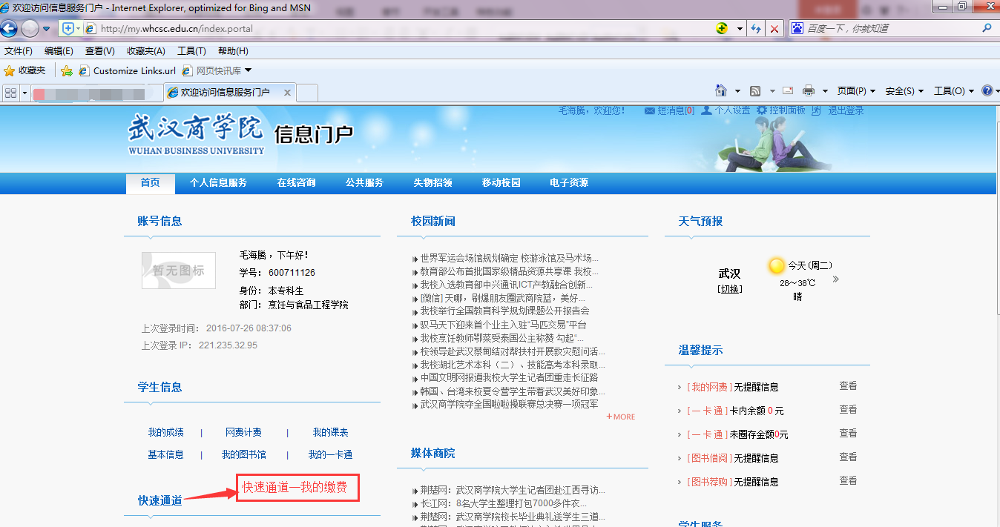 欢迎访问信息服务门户 - Internet Explorer, optimized for Bing and MSN
http://my.whcsc.edu.cn/index.portal
百度一下，你就知道
文件(F) 编辑(E) 查看(V) 收藏夹(A) 工具(T) 帮助(H)
收藏夹 Customize Links.url 网页快讯库
欢迎访问信息服务门户
页面(P) 安全(S) 工具(O)
毛海腾，欢迎您! 短消息[0] 个人设置 控制面板 退出登录
武汉商学院 信息门户
WUHAN BUSINESS UNIVERSITY
首页 个人信息服务 在线咨询 公共服务 失物招领 移动校园 电子资源
账号信息
暂无图标
毛海腾 ，下午好!
学号： 600711126
身份： 本专科生
部门： 烹饪与食品工程学院
上次登录时间： 2016-07-26 08:37:06
上次登录 IP： 221.235.32.95
学生信息
我的成绩 | 网费计费 | 我的课表
基本信息 | 我的图书馆 | 我的一卡通
快速通道
快速通道—我的缴费
校园新闻
世界军运会场馆规划确定 校游泳馆及马术场...
教育部公布首批国家级精品资源共享课 我校...
我校入选教育部中兴通讯ICT产教融合创新...
[微信] 天哪，刷爆朋友圈武商院蓝，美好...
我校举行全国教育科学规划课题公开报告会
驭马天下迎来首个业主入驻“马匹交易”平台
我校烹饪教师鄂菜受泰国公主称赞 勾起“...
校领导赴武汉蔡甸结对帮扶村开展救灾慰问活...
我校湖北艺术本科（二）、技能高考本科录取...
中国文明网报道我校大学生记者团重走长征路
韩国、台湾来校夏令营学生带着武汉美好印象...
武汉商学院夺全国啦啦操联赛总决赛一项冠军
+MORE
媒体商院
荆楚网：武汉商学院大学生记者团赴江西寻访...
长江网：8名大学生整理打包7000多件衣...
荆楚网：武汉商学院校长毕业典礼送学生三道...
天气预报
武汉
[切换]
今天 (周二)
28～38℃
晴
温馨提示
[ 我的网费 ] 无提醒信息 查看
[ 一 卡 通 ] 卡内余额 0 元 查看
[ 一 卡 通 ] 未圈存金额0元 查看
[ 图书借阅 ] 无提醒信息 查看
[ 图书荐购 ] 无提醒信息 查看
学生服务